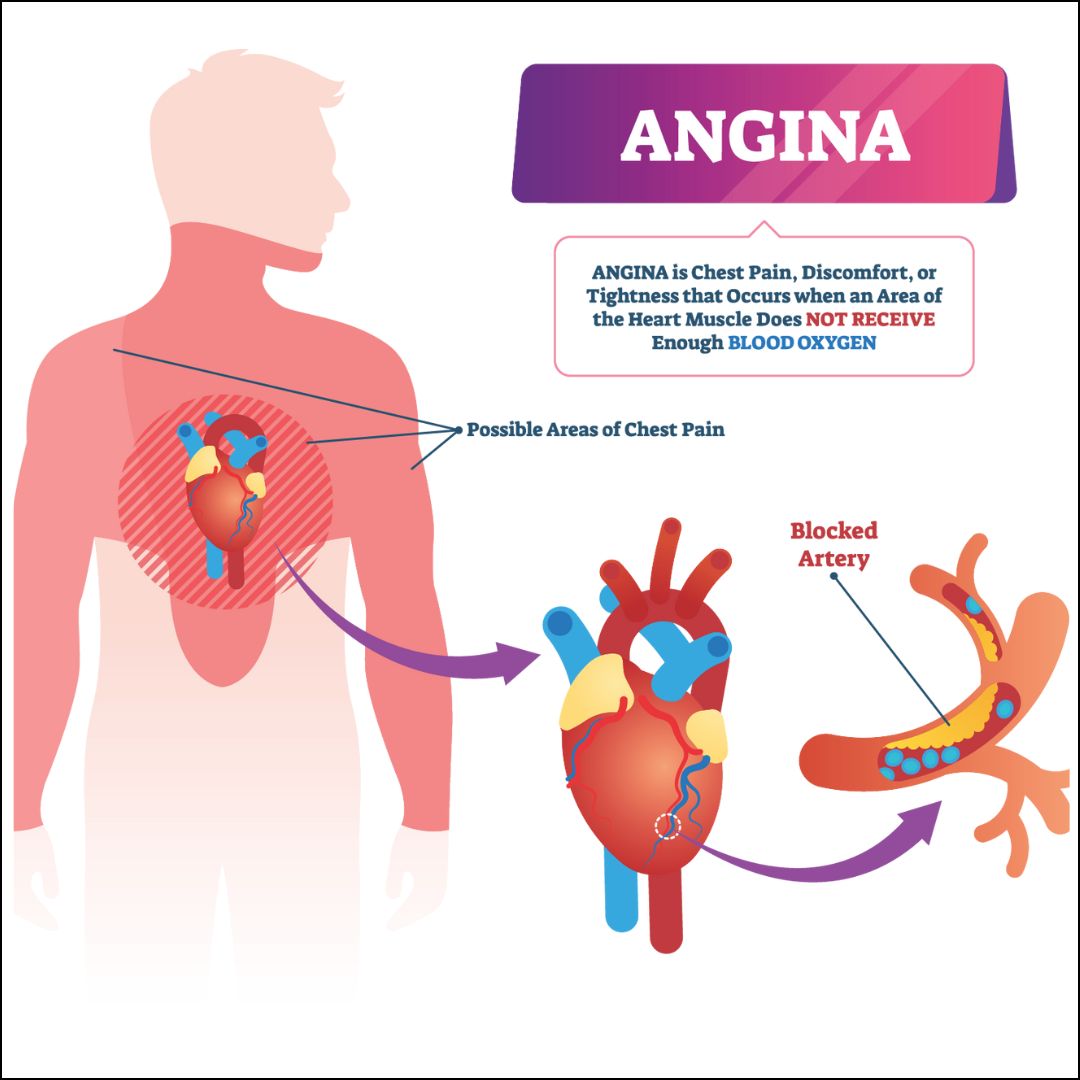 ANGINA
ANGINA is Chest Pain, Discomfort, or
Tightness that Occurs when an Area of
the Heart Muscle Does NOT RECEIVE
Enough BLOOD OXYGEN
Possible Areas of Chest Pain
Blocked
Artery